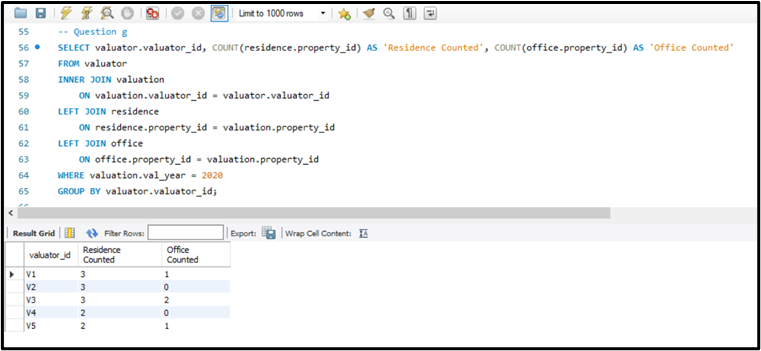 Limit to 1000 rows
55 -- Question g
56 SELECT valuator.valuator_id, COUNT(residence.property_id) AS 'Residence Counted', COUNT(office.property_id) AS 'Office Counted'
57 FROM valuator
58 INNER JOIN valuation
59 ON valuation.valuator_id = valuator.valuator_id
60 LEFT JOIN residence
61 ON residence.property_id = valuation.property_id
62 LEFT JOIN office
63 ON office.property_id = valuation.property_id
64 WHERE valuation.val_year = 2020
65 GROUP BY valuator.valuator_id;
Result Grid Filter Rows: Export: Wrap Cell Content:
valuator_id Residence Counted Office Counted
V1 3 1
V2 3 0
V3 3 2
V4 2 0
V5 2 1